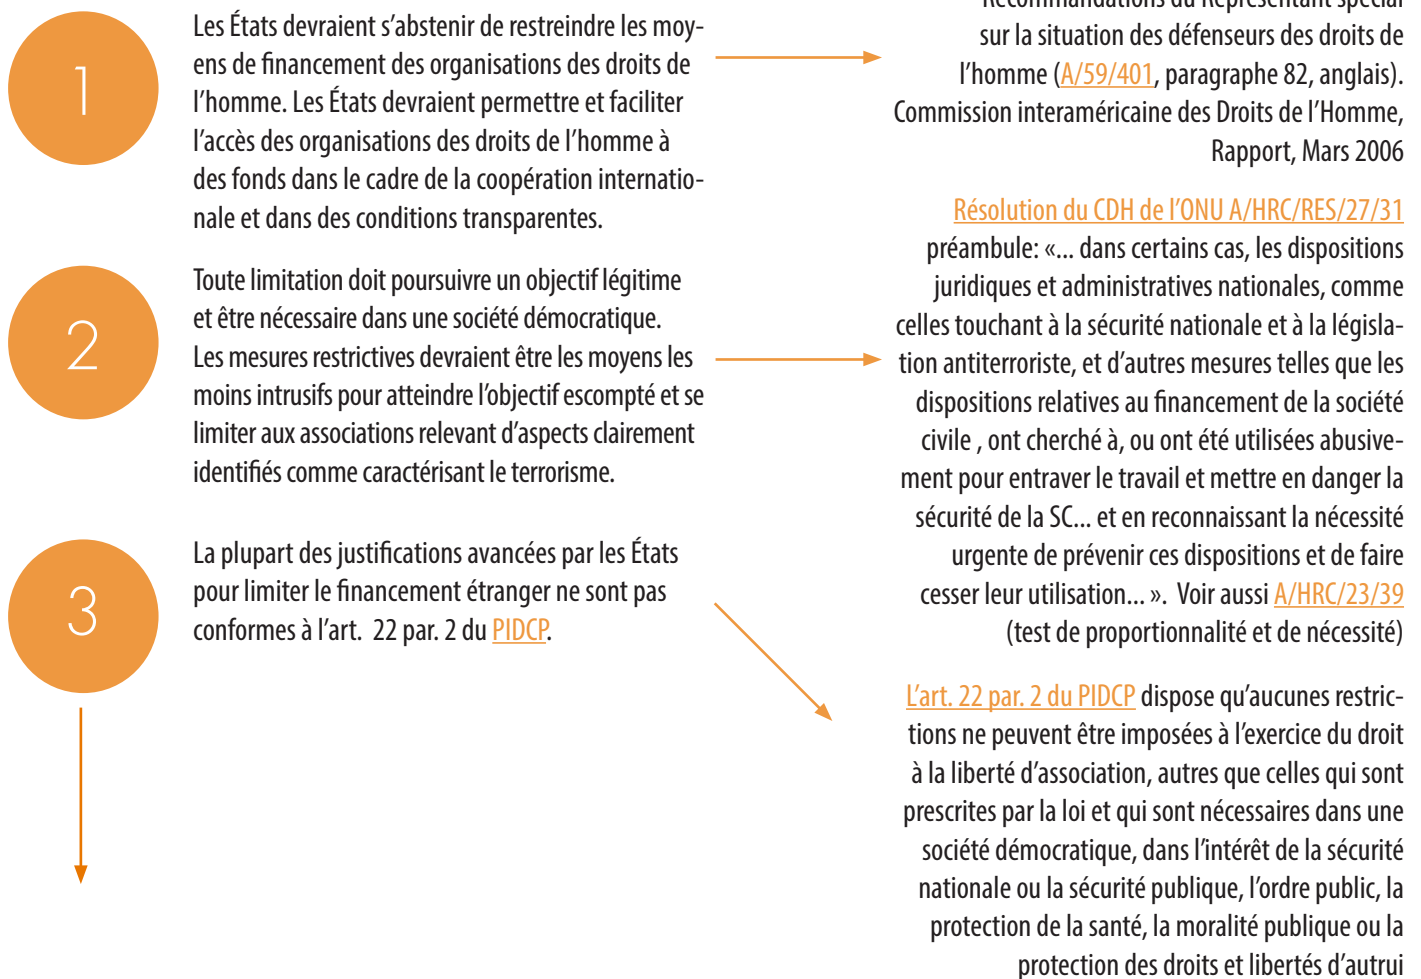 1
Les États devraient s’abstenir de restreindre les moy-
ens de financement des organisations des droits de
l’homme. Les États devraient permettre et faciliter
l’accès des organisations des droits de l’homme à
des fonds dans le cadre de la coopération internatio-
nale et dans des conditions transparentes.
Recommandations du Représentant spécial
sur la situation des défenseurs des droits de
l’homme (A/59/401, paragraphe 82, anglais).
Commission interaméricaine des Droits de l’Homme,
Rapport, Mars 2006
2
Toute limitation doit poursuivre un objectif légitime
et être nécessaire dans une société démocratique.
Les mesures restrictives devraient être les moyens les
moins intrusifs pour atteindre l’objectif escompté et se
limiter aux associations relevant d’aspects clairement
identifiés comme caractérisant le terrorisme.
Résolution du CDH de l’ONU A/HRC/RES/27/31
préambule: «... dans certains cas, les dispositions
juridiques et administratives nationales, comme
celles touchant à la sécurité nationale et à la législa-
tion antiterroriste, et d’autres mesures telles que les
dispositions relatives au financement de la société
civile , ont cherché à, ou ont été utilisées abusive-
ment pour entraver le travail et mettre en danger la
sécurité de la SC... et en reconnaissant la nécessité
urgente de prévenir ces dispositions et de faire
cesser leur utilisation... ». Voir aussi A/HRC/23/39
(test de proportionnalité et de nécessité)
3
La plupart des justifications avancées par les États
pour limiter le financement étranger ne sont pas
conformes à l’art. 22 par. 2 du PIDCP.
L’art. 22 par. 2 du PIDCP dispose qu’aucunes restric-
tions ne peuvent être imposées à l’exercice du droit
à la liberté d’association, autres que celles qui sont
prescrites par la loi et qui sont nécessaires dans une
société démocratique, dans l’intérêt de la sécurité
nationale ou la sécurité publique, l’ordre public, la
protection de la santé, la moralité publique ou la
protection des droits et libertés d’autrui